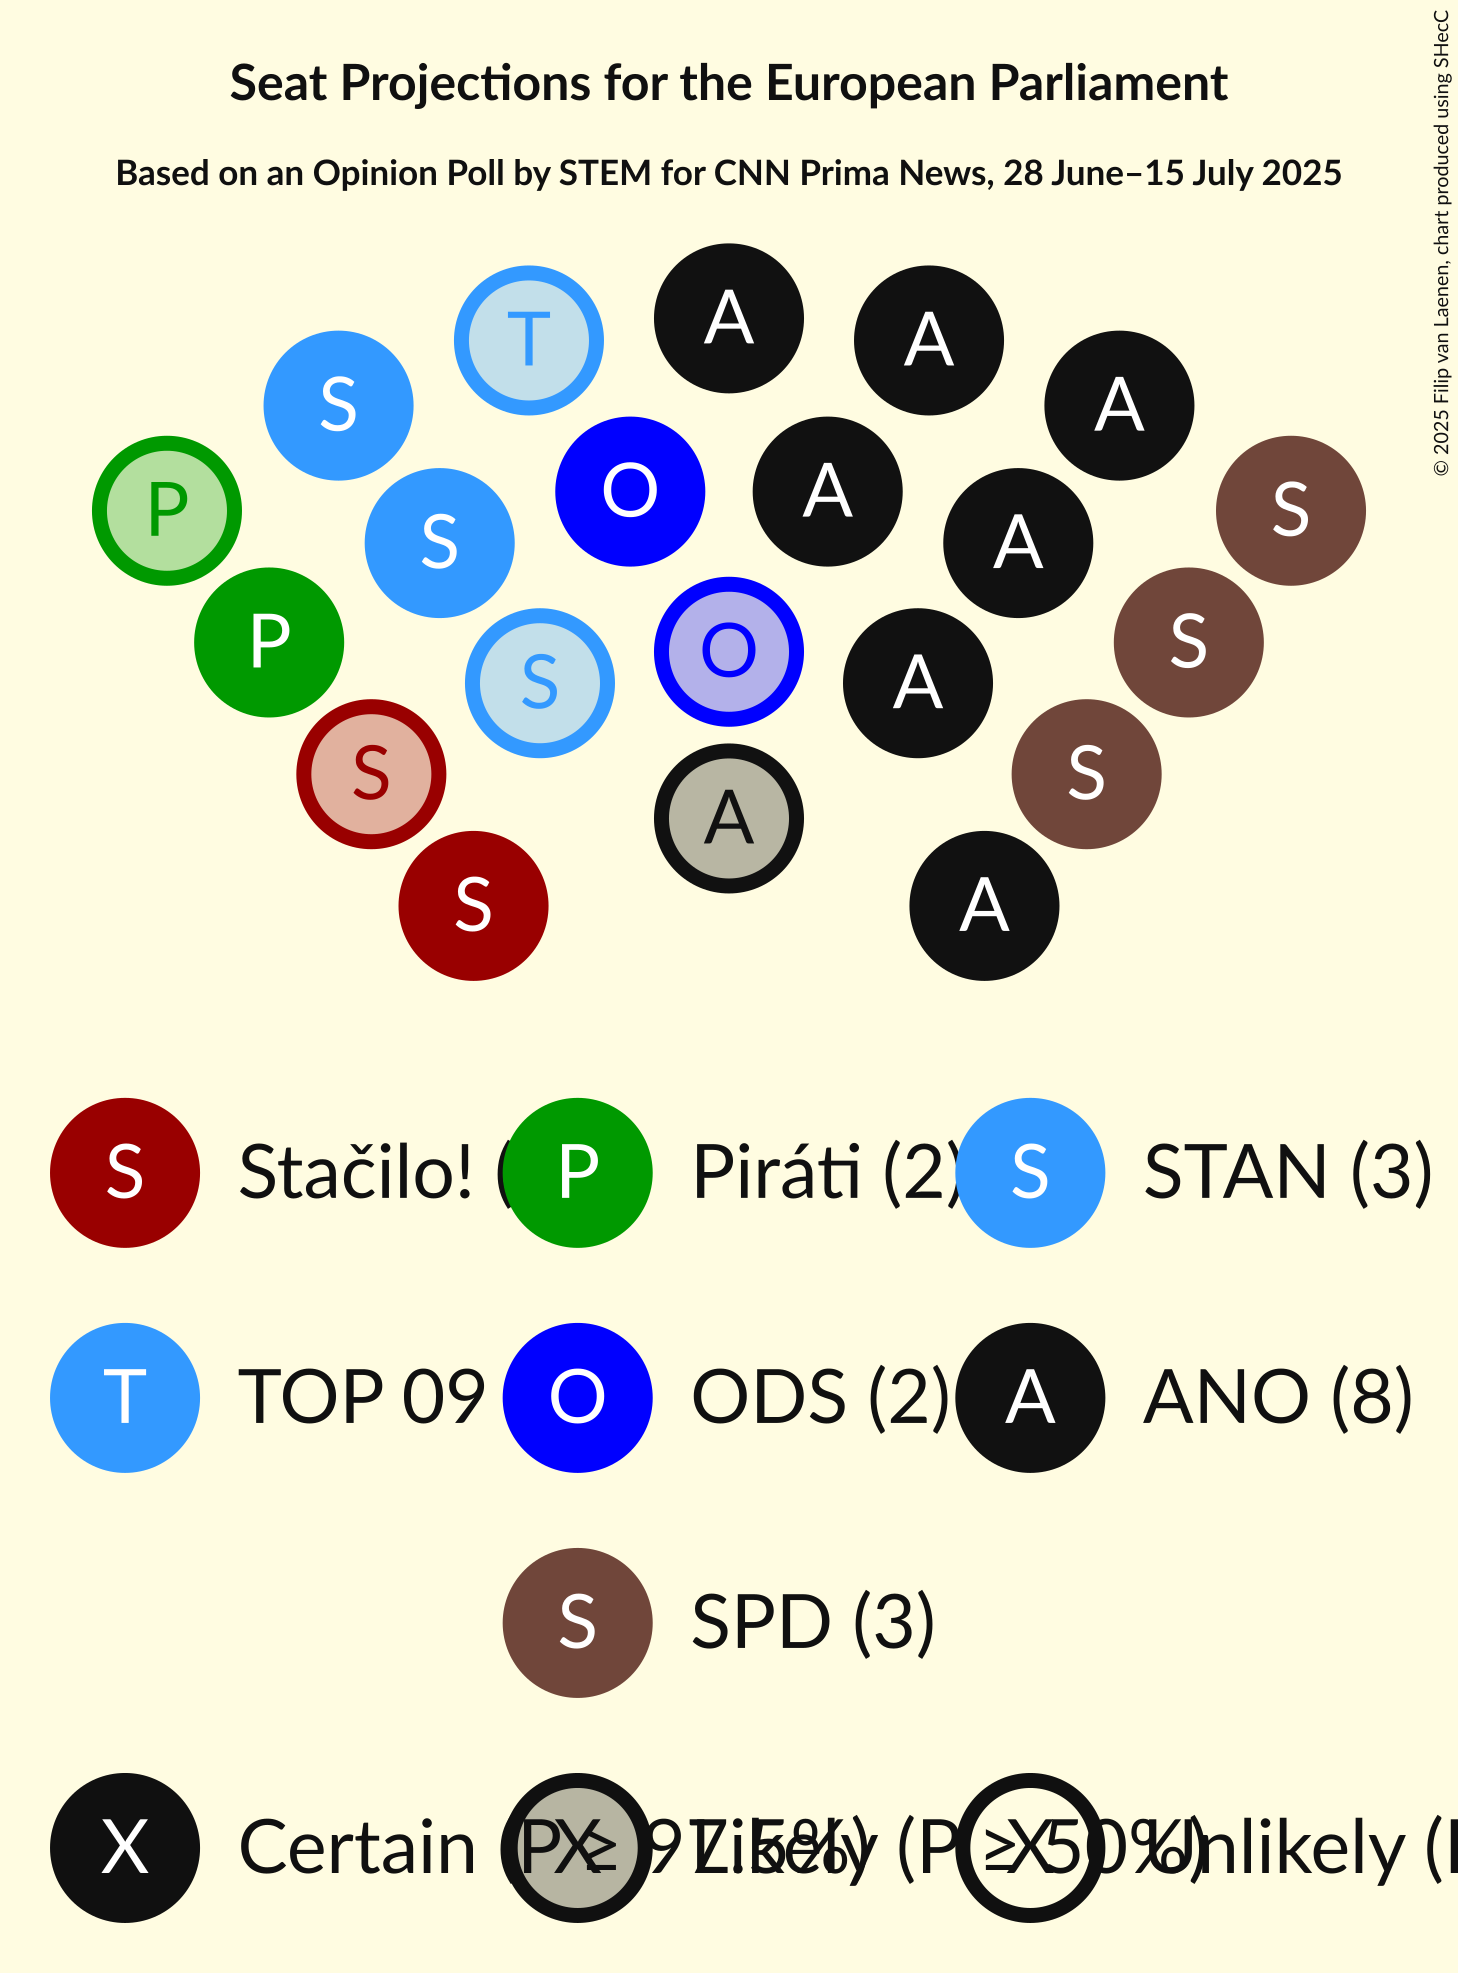 Seat Projections for the European Parliament
Based on an Opinion Poll by STEM for CNN Prima News, 28 June–15 July 2025
© 2025 Filip van Laenen, chart produced using SHecC
A
T A
S A
O A
P S
S A
O
P S
S A
S S
A
S A
S Stačilo! ( P Piráti (2) S STAN (3)
T TOP 09 O ODS (2) A ANO (8)
S SPD (3)
X Certain (P ≥ 97.5%) X Likely (P ≥ 50%) X Unlikely (